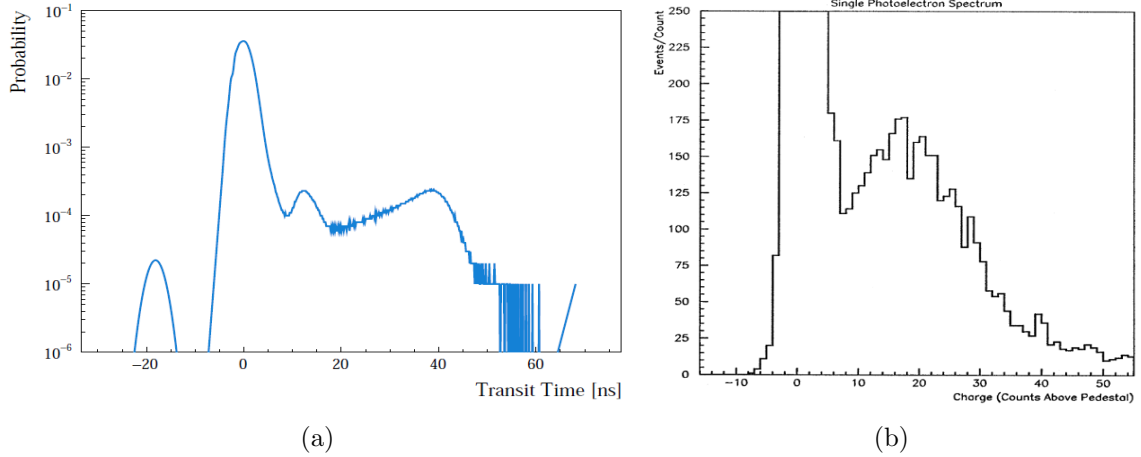 10^-1
10^-2
10^-3
10^-4
10^-5
10^-6
Probability
−20 0 20 40 60
Transit Time [ns]
(a)
Single Photoelectron Spectrum
250
225
200
175
150
125
100
75
50
25
0
Events/Count
−10 0 10 20 30 40 50
Charge (Counts Above Pedestal)
(b)